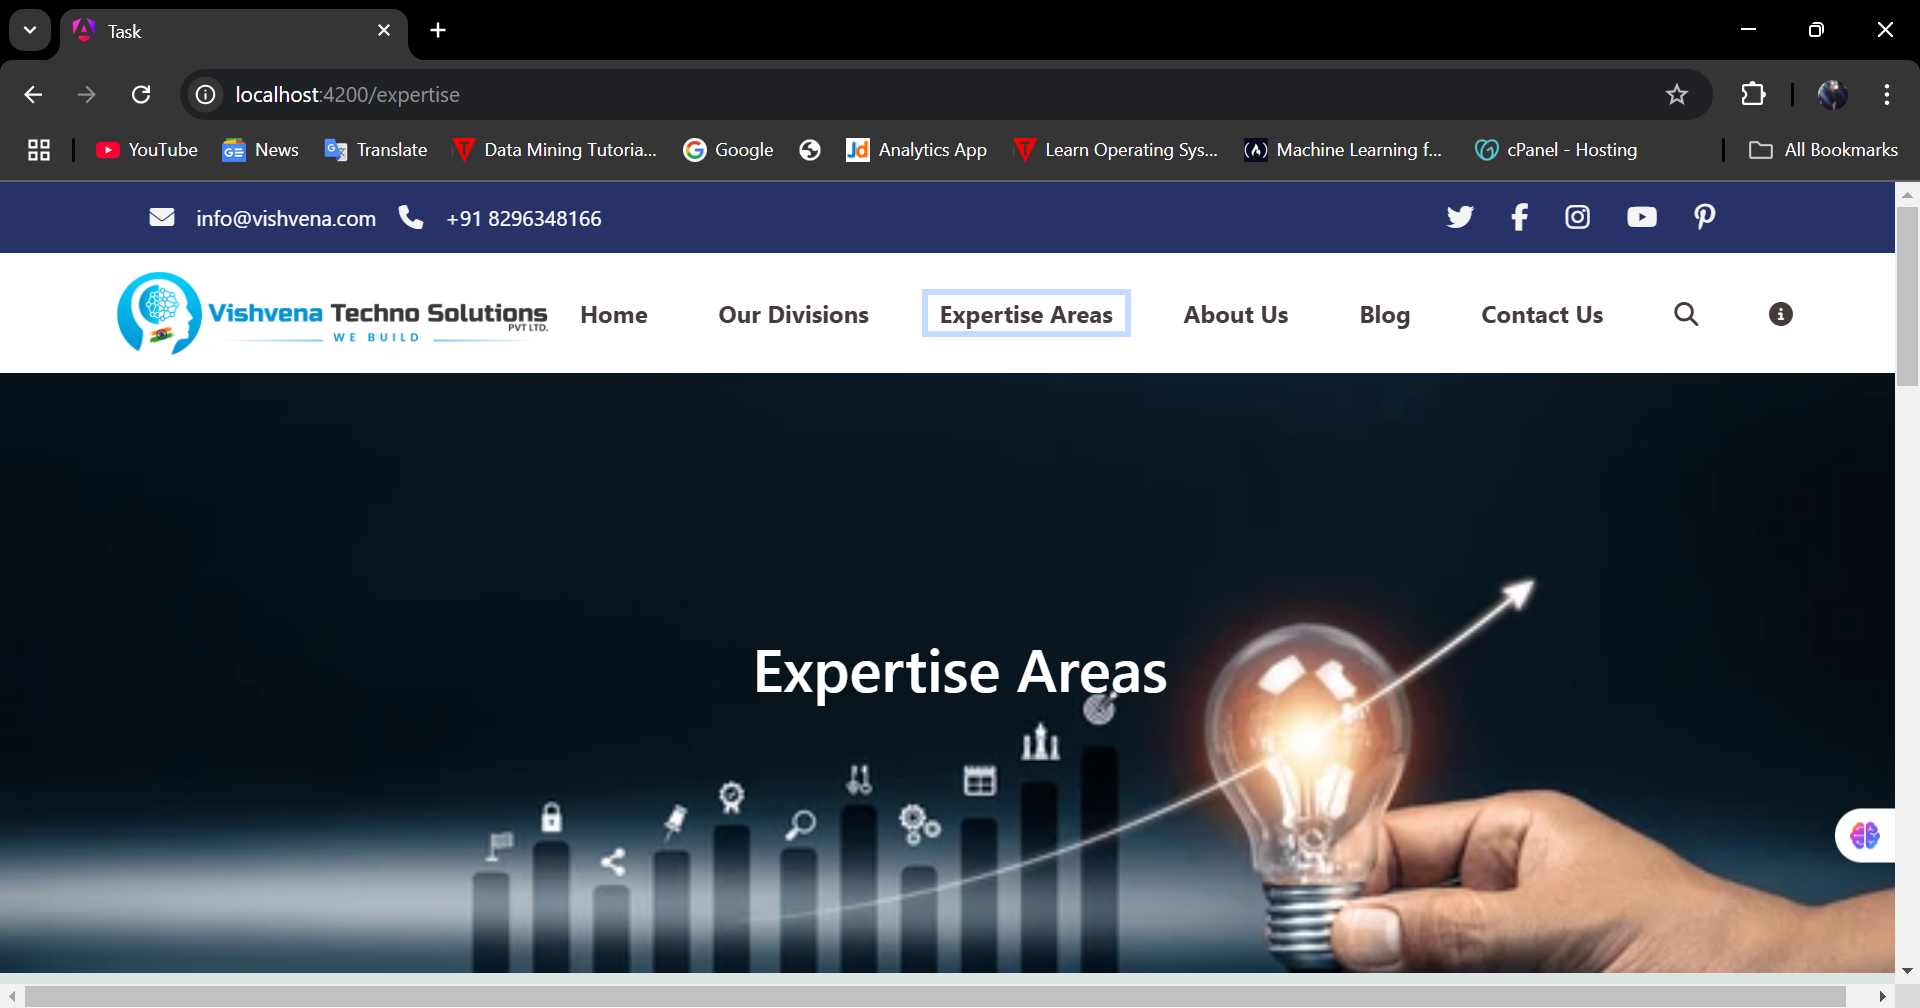 Task
localhost:4200/expertise
YouTube News Translate Data Mining Tutoria... Google Analytics App Learn Operating Sys... Machine Learning f... cPanel - Hosting All Bookmarks
info@vishvena.com +91 8296348166
Vishvena Techno Solutions
PVT LTD.
WE BUILD
Home Our Divisions Expertise Areas About Us Blog Contact Us
Expertise Areas